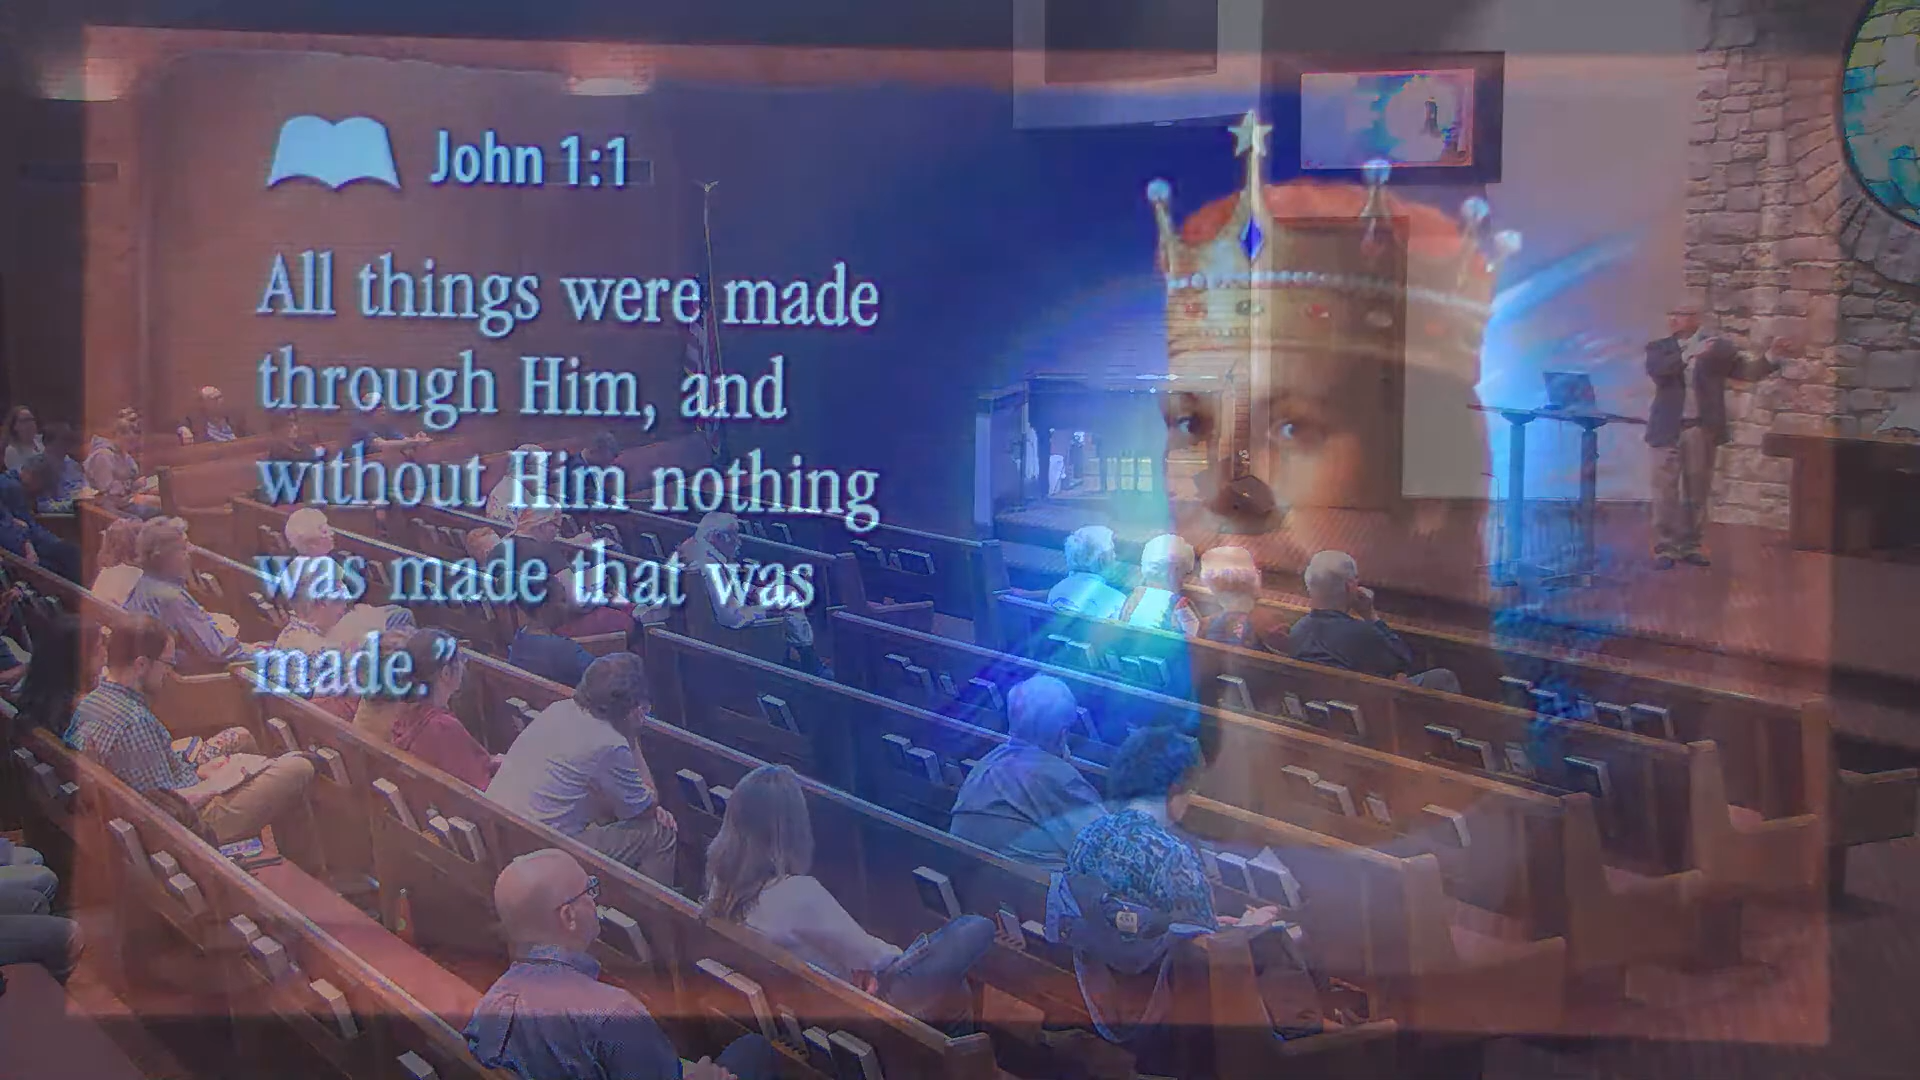 John 1:1
All things were made
through Him, and
without Him nothing
was made that was
made.”